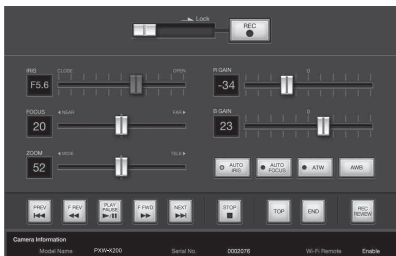 Lock REC
IRIS CLOSE OPEN R GAIN 0
F5.6 -34
FOCUS ◀ NEAR FAR ▶ B GAIN 0
20 23
ZOOM ◀ WIDE TELE ▶
52 AUTO IRIS AUTO FOCUS ATW AWB
PREV F REV PLAY PAUSE F FWD NEXT STOP TOP END REC REVIEW
Camera Information
Model Name PXW-X200 Serial No. 0002076 Wi-Fi Remote Enable